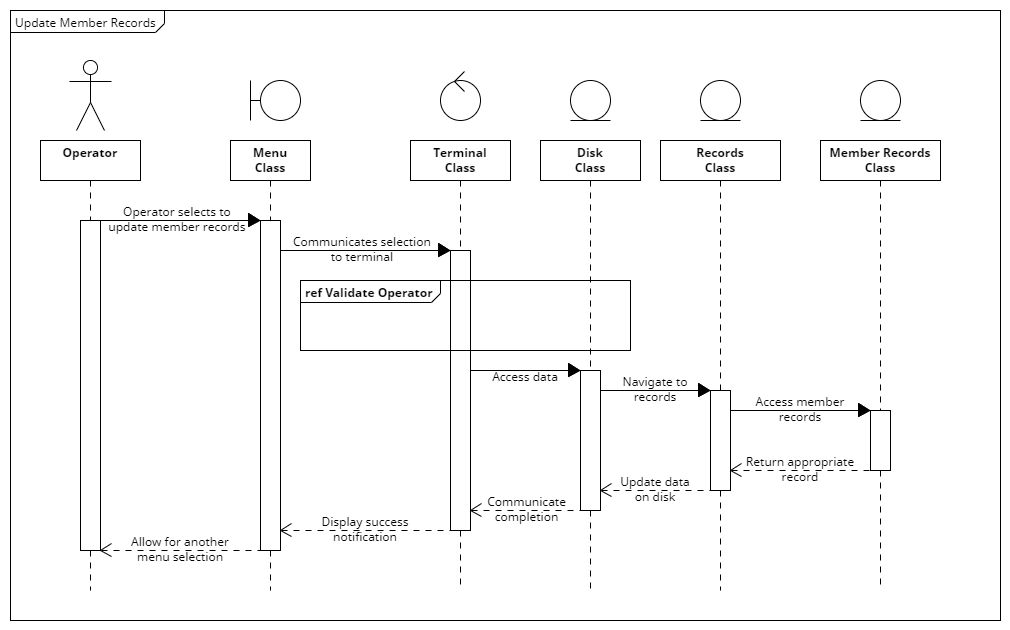 Update Member Records
Operator
Menu
Class
Terminal
Class
Disk
Class
Records
Class
Member Records
Class
Operator selects to
update member records
Communicates selection
to terminal
ref Validate Operator
Access data
Navigate to
records
Access member
records
Return appropriate
record
Update data
on disk
Communicate
completion
Display success
notification
Allow for another
menu selection